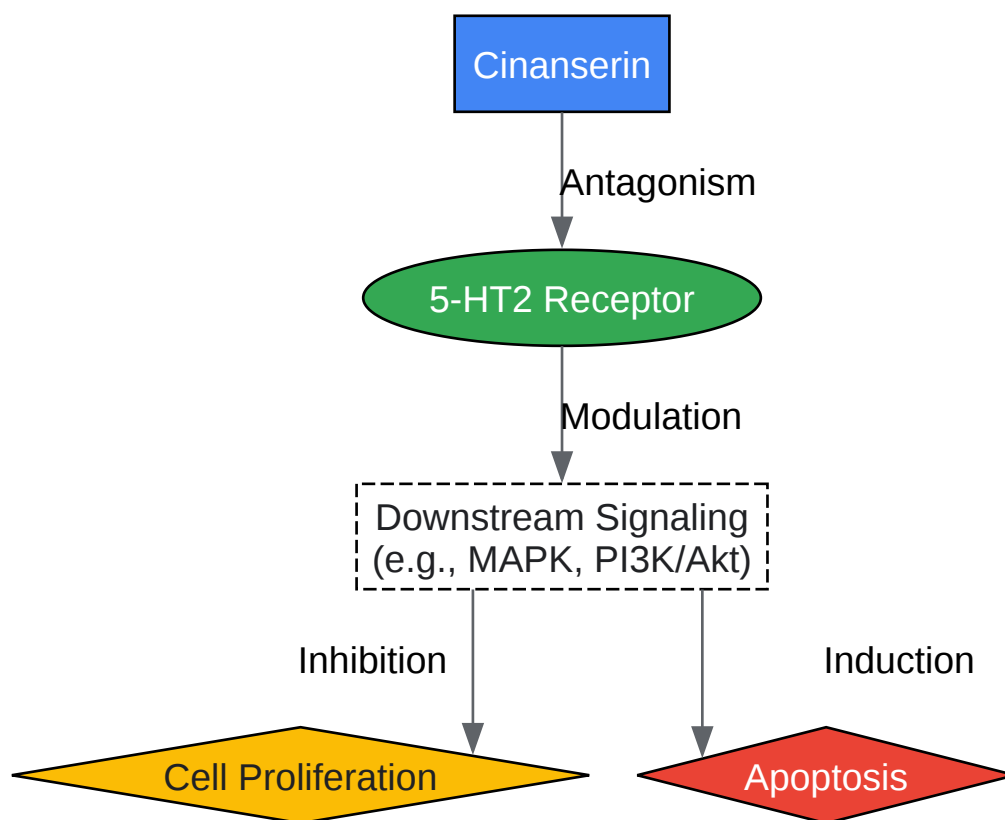 Cinanserin
Antagonism
5-HT2 Receptor
Modulation
Downstream Signaling
(e.g., MAPK, PI3K/Akt)
Inhibition
Induction
Cell Proliferation
Apoptosis